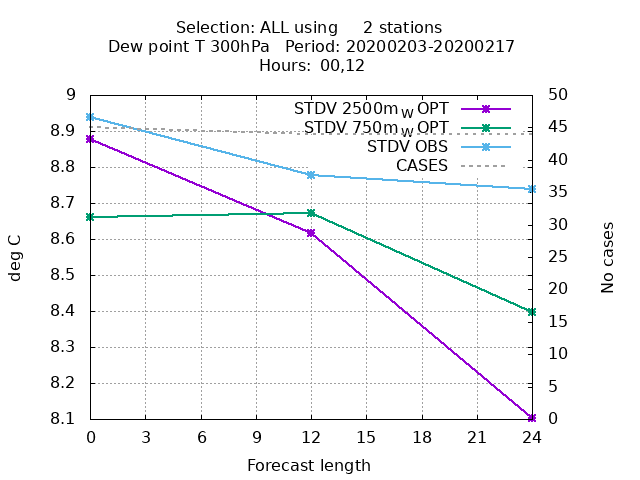 Selection: ALL using     2 stations
Dew point T 300hPa   Period: 20200203-20200217
Hours: 00,12
9
8.9
8.8
8.7
8.6
8.5
8.4
8.3
8.2
8.1
50
45
40
35
30
25
20
15
10
5
0
STDV 2500m W OPT
STDV 750m W OPT
STDV OBS
CASES
deg C
No cases
0 3 6 9 12 15 18 21 24
Forecast length